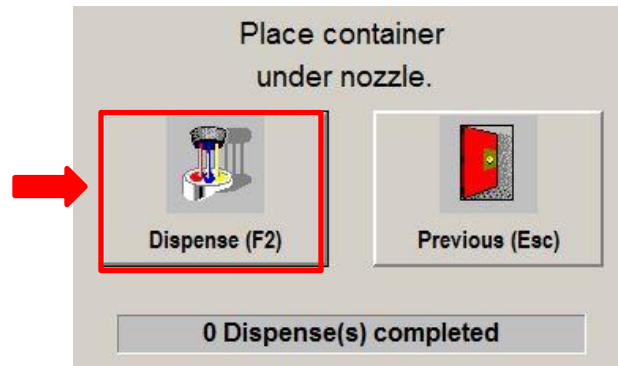 Place container
under nozzle.
Dispense (F2)
Previous (Esc)
0 Dispense(s) completed